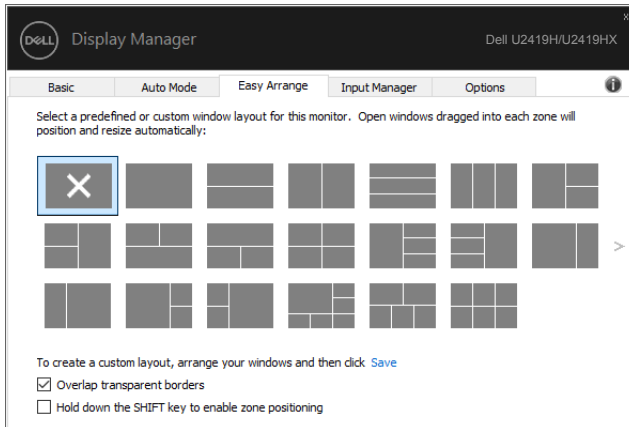 DELL Display Manager Dell U2419H/U2419HX
Basic Auto Mode Easy Arrange Input Manager Options
Select a predefined or custom window layout for this monitor. Open windows dragged into each zone will
position and resize automatically:
To create a custom layout, arrange your windows and then click Save
Overlap transparent borders
Hold down the SHIFT key to enable zone positioning